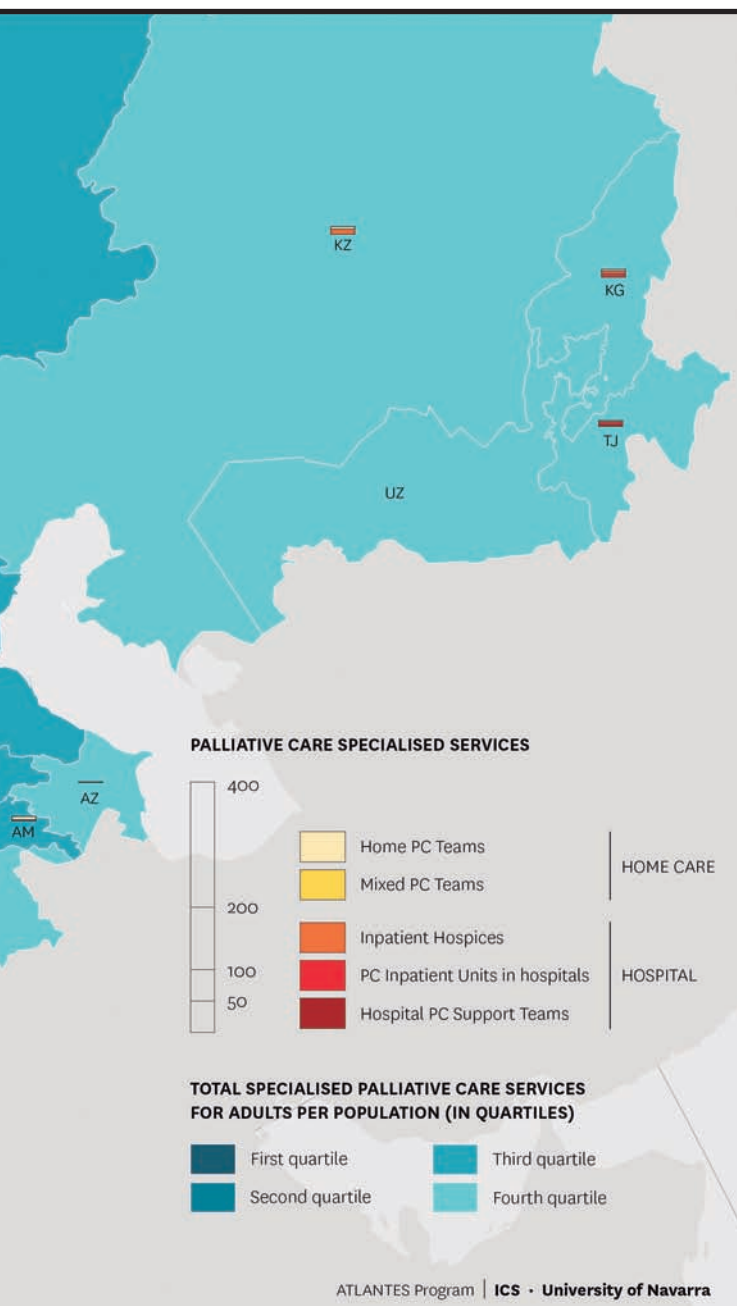 KZ
KG
TJ
UZ
AZ
AM
PALLIATIVE CARE SPECIALISED SERVICES
400
200
100
50
Home PC Teams
Mixed PC Teams
HOME CARE
Inpatient Hospices
PC Inpatient Units in hospitals
Hospital PC Support Teams
HOSPITAL
TOTAL SPECIALISED PALLIATIVE CARE SERVICES
FOR ADULTS PER POPULATION (IN QUARTILES)
First quartile
Third quartile
Second quartile
Fourth quartile
ATLANTES Program | ICS · University of Navarra